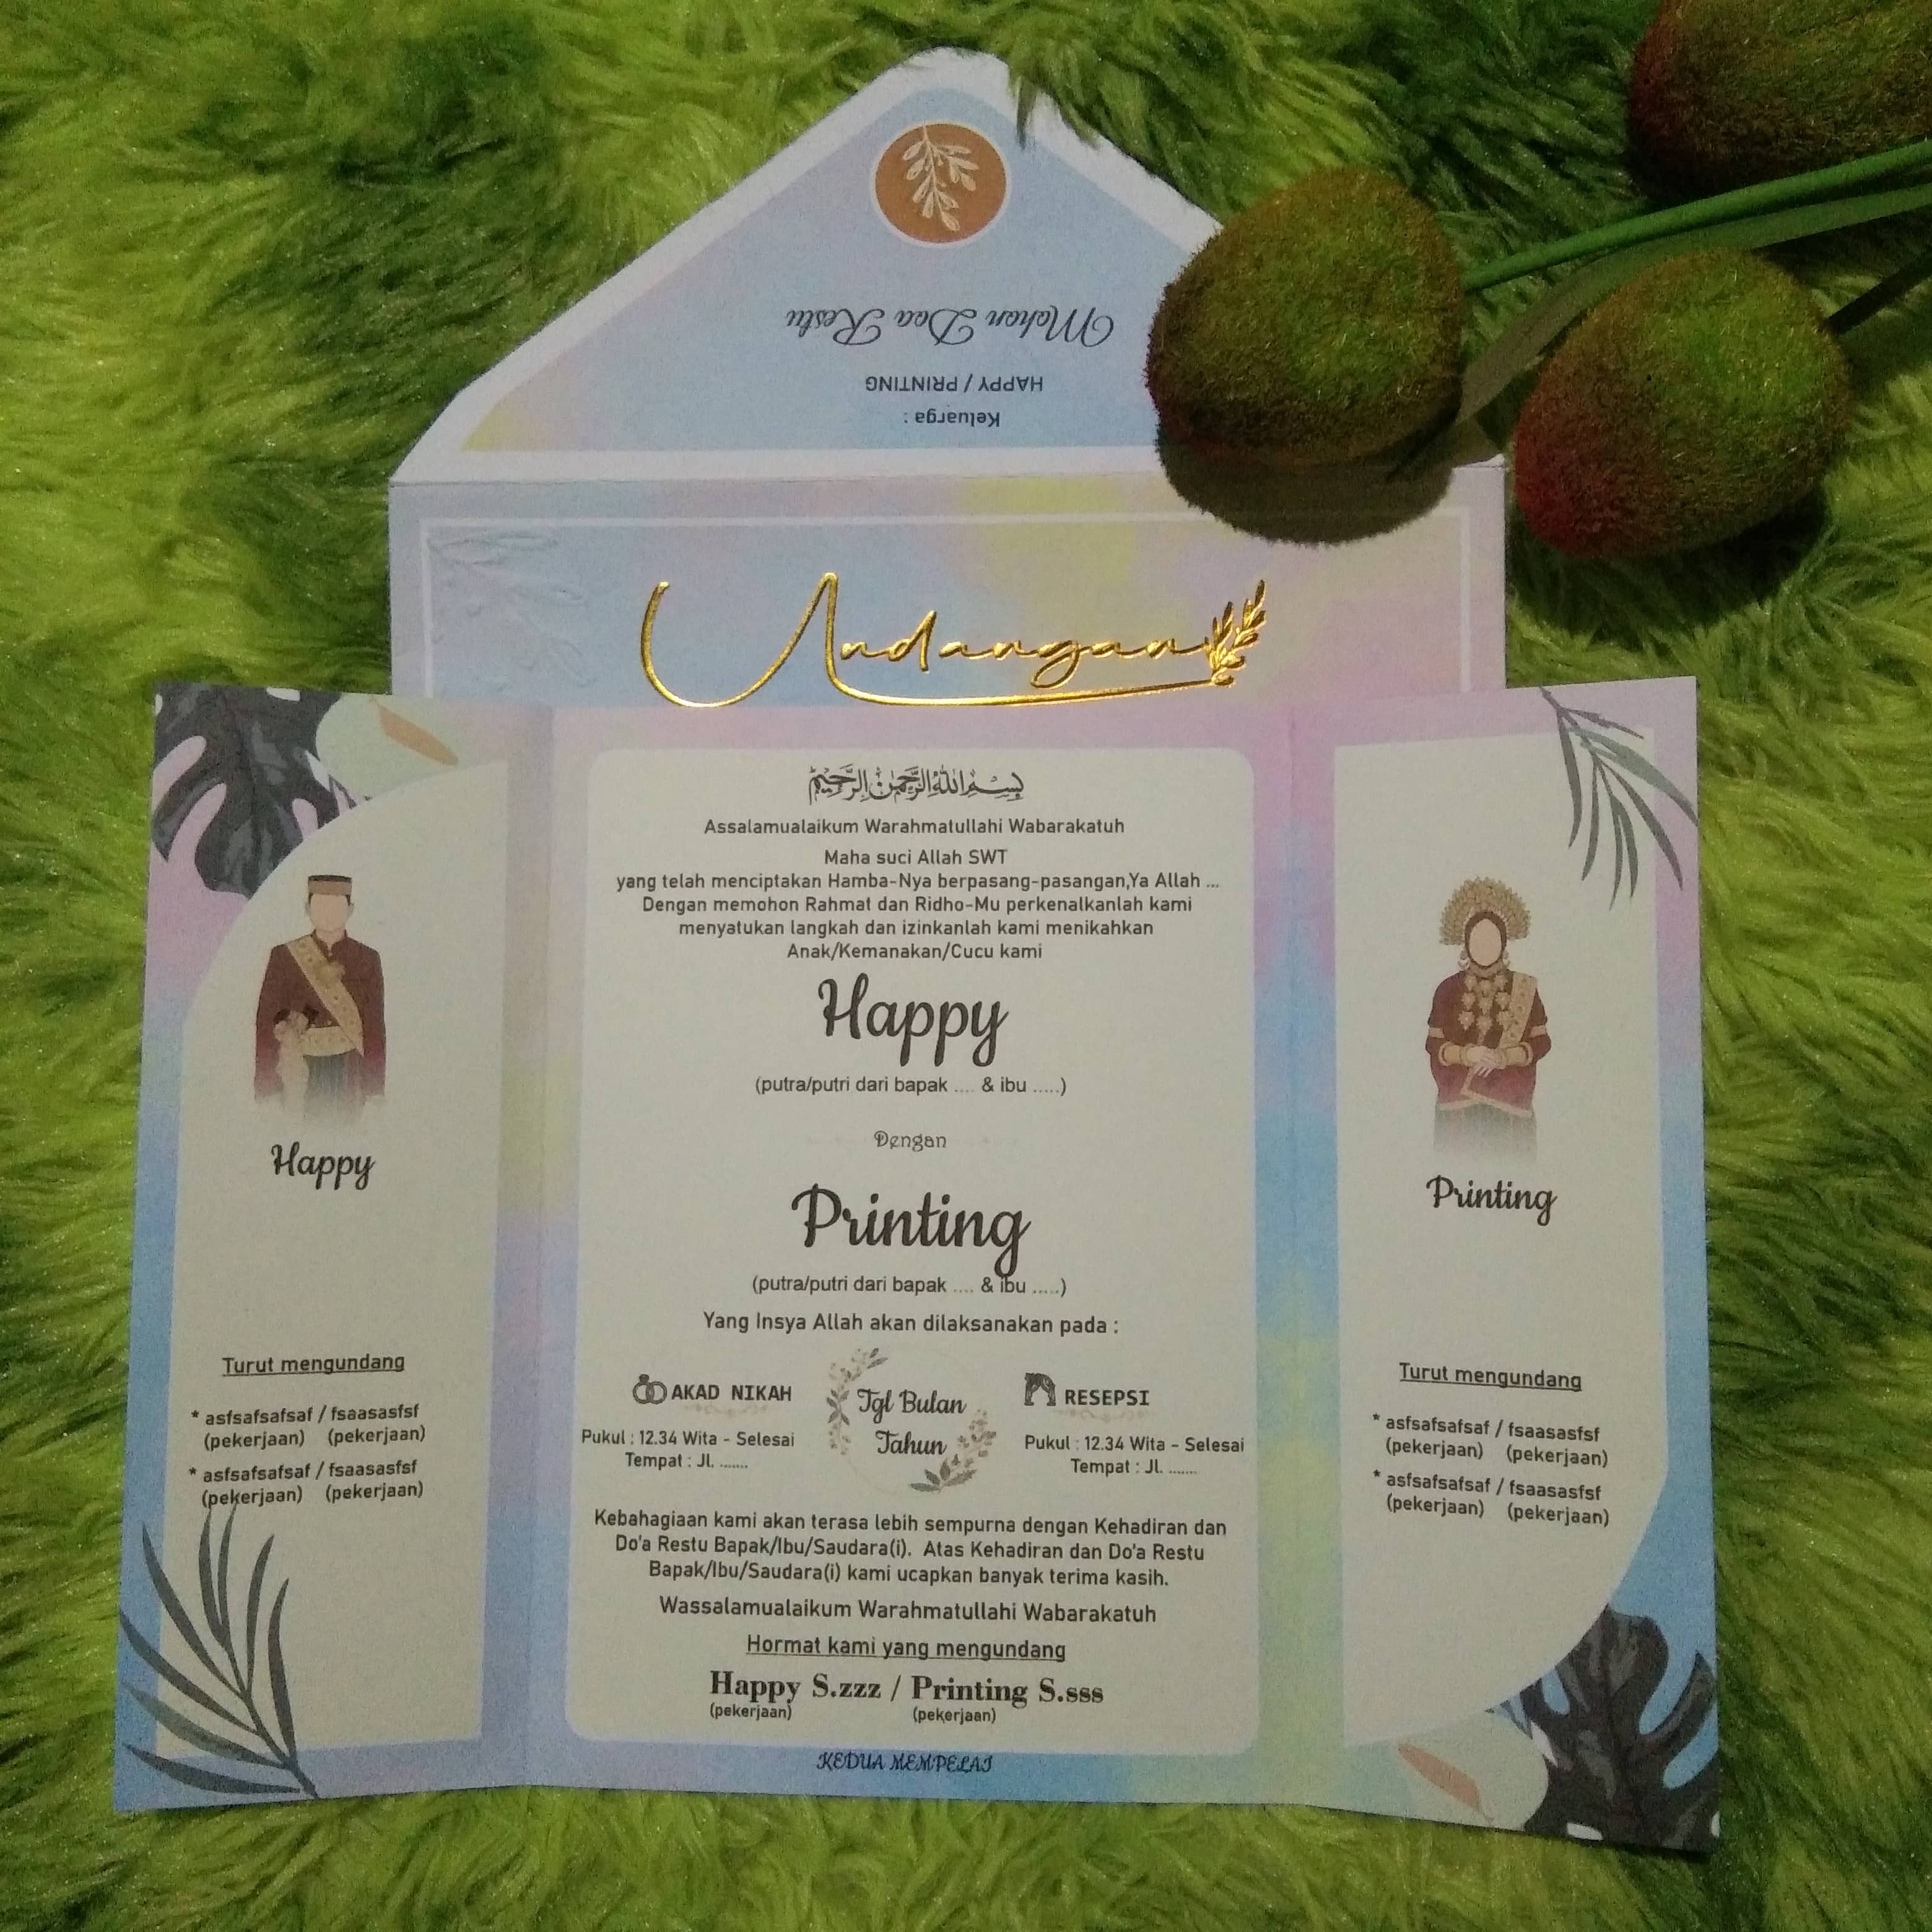 Mohon Doa Restu
HAPPY / PRINTING
Keluarga :
Undangan
بِسْمِ اللهِ الرَّحْمٰنِ الرَّحِيْمِ
Assalamualaikum Warahmatullahi Wabarakatuh
Maha suci Allah SWT
yang telah menciptakan Hamba-Nya berpasang-pasangan,Ya Allah ...
Dengan memohon Rahmat dan Ridho-Mu perkenalkanlah kami
menyatukan langkah dan izinkanlah kami menikahkan
Anak/Kemanakan/Cucu kami
Happy
(putra/putri dari bapak .... & ibu .....)
Dengan
Printing
(putra/putri dari bapak .... & ibu .....)
Yang Insya Allah akan dilaksanakan pada :
AKAD NIKAH
Pukul : 12.34 Wita - Selesai
Tempat : Jl. .......
Tgl Bulan
Tahun
RESEPSI
Pukul : 12.34 Wita - Selesai
Tempat : Jl. .......
Kebahagiaan kami akan terasa lebih sempurna dengan Kehadiran dan
Do'a Restu Bapak/Ibu/Saudara(i). Atas Kehadiran dan Do'a Restu
Bapak/Ibu/Saudara(i) kami ucapkan banyak terima kasih.
Wassalamualaikum Warahmatullahi Wabarakatuh
Hormat kami yang mengundang
Happy S.zzz / Printing S.sss
(pekerjaan) (pekerjaan)
KEDUA MEMPELAI
Happy
Turut mengundang
* asfsafsafsaf / fsaasasfsf
(pekerjaan) (pekerjaan)
* asfsafsafsaf / fsaasasfsf
(pekerjaan) (pekerjaan)
Printing
Turut mengundang
* asfsafsafsaf / fsaasasfsf
(pekerjaan) (pekerjaan)
* asfsafsafsaf / fsaasasfsf
(pekerjaan) (pekerjaan)